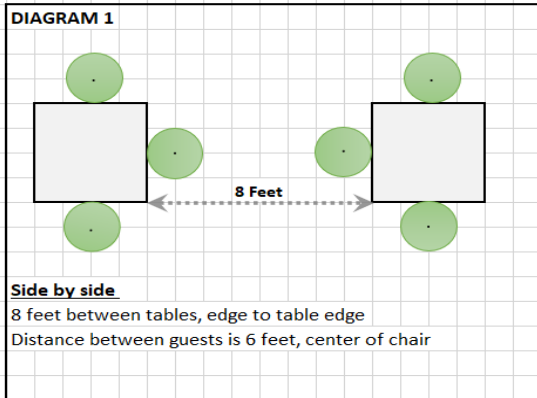 DIAGRAM 1
8 Feet
Side by side
8 feet between tables, edge to table edge
Distance between guests is 6 feet, center of chair